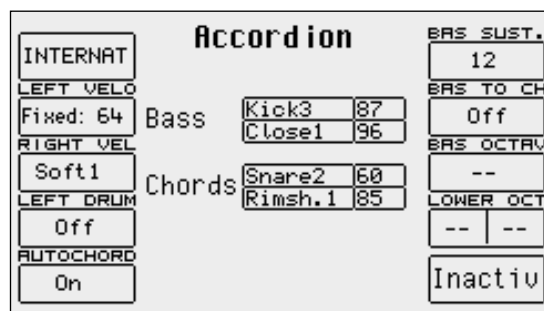 Accordion
INTERNAT
LEFT VELO
Fixed: 64
RIGHT VEL
Soft1
LEFT DRUM
Off
AUTOCHORD
On
Bass
Kick3 87
Close1 96
Chords
Snare2 60
Rimsh.1 85
BAS SUST.
12
BAS TO CH
Off
BAS OCTAV
--
LOWER OCT
-- --
Inactiv